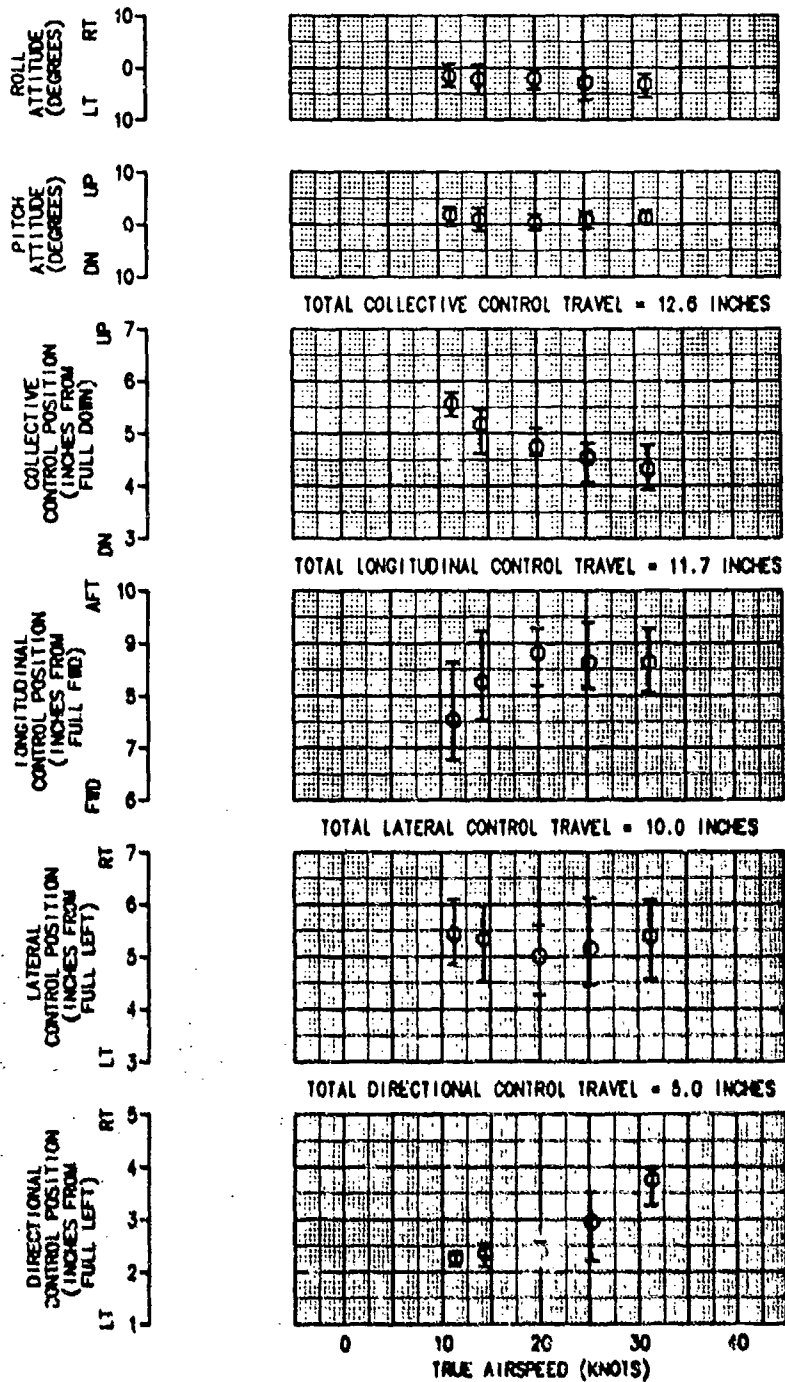 ROLL
ATTITUDE
(DEGREES)
LT RT
10
0
10
PITCH
ATTITUDE
(DEGREES)
DN UP
10
0
10
TOTAL COLLECTIVE CONTROL TRAVEL = 12.6 INCHES
COLLECTIVE
CONTROL POSITION
(INCHES FROM
FULL DOWN)
DN UP
7
6
5
4
3
TOTAL LONGITUDINAL CONTROL TRAVEL = 11.7 INCHES
LONGITUDINAL
CONTROL POSITION
(INCHES FROM
FULL FWD)
FWD AFT
10
9
8
7
6
TOTAL LATERAL CONTROL TRAVEL = 10.0 INCHES
LATERAL
CONTROL POSITION
(INCHES FROM
FULL LEFT)
LT RT
7
6
5
4
3
TOTAL DIRECTIONAL CONTROL TRAVEL = 5.0 INCHES
DIRECTIONAL
CONTROL POSITION
(INCHES FROM
FULL LEFT)
LT RT
5
4
3
2
1
0 10 20 30 40
TRUE AIRSPEED (KNOTS)